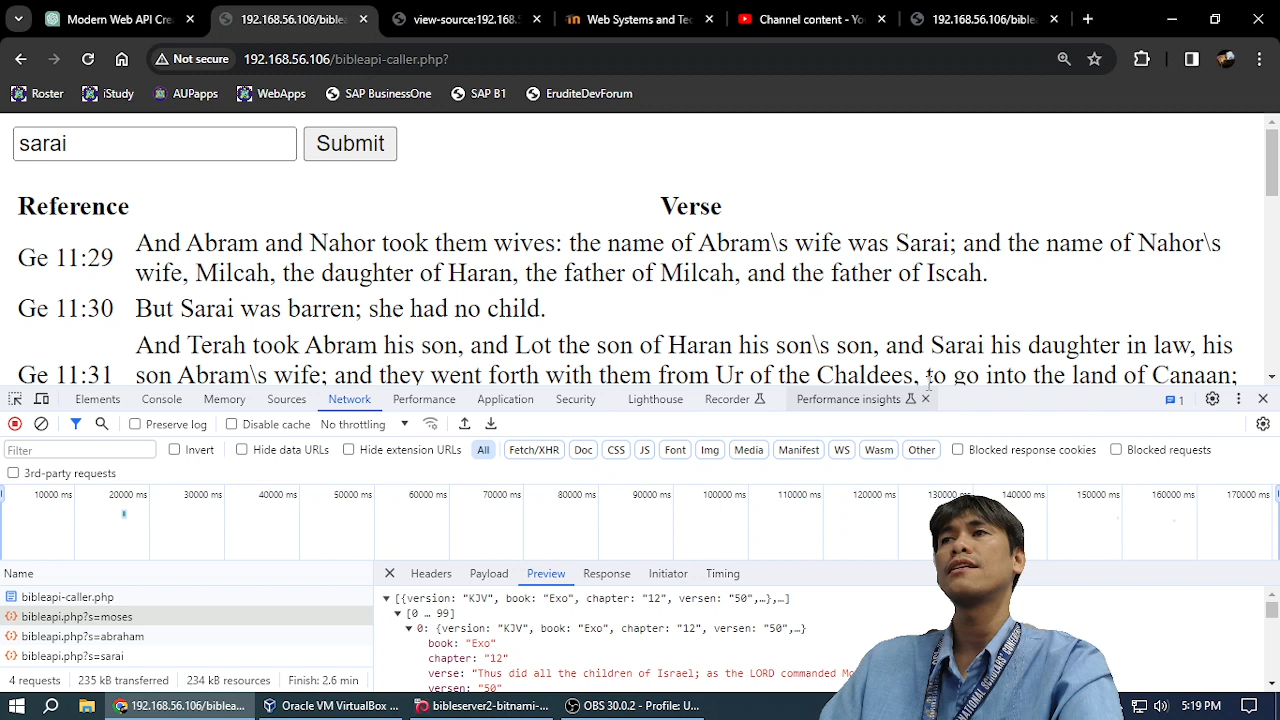 Modern Web API Cre
192.168.56.106/bible
view-source:192.168.5
Web Systems and Tec
Channel content - Yo
192.168.56.106/bible
Not secure
192.168.56.106/bibleapi-caller.php?
Roster
iStudy
AUPapps
WebApps
SAP BusinessOne
SAP B1
EruditeDevForum
sarai
Submit
Reference Verse
Ge 11:29 And Abram and Nahor took them wives: the name of Abram\s wife was Sarai; and the name of Nahor\s
wife, Milcah, the daughter of Haran, the father of Milcah, and the father of Iscah.
Ge 11:30 But Sarai was barren; she had no child.
And Terah took Abram his son, and Lot the son of Haran his son\s son, and Sarai his daughter in law, his
Ge 11:31 son Abram\s wife; and they went forth with them from Ur of the Chaldees, to go into the land of Canaan;
Elements Console Memory Sources Network Performance Application Security Lighthouse Recorder Performance insights 1
Preserve log Disable cache No throttling
Filter Invert Hide data URLs Hide extension URLs All Fetch/XHR Doc CSS JS Font Img Media Manifest WS Wasm Other Blocked response cookies Blocked requests
3rd-party requests
10000 ms 20000 ms 30000 ms 40000 ms 50000 ms 60000 ms 70000 ms 80000 ms 90000 ms 100000 ms 110000 ms 120000 ms 130000 ms 140000 ms 150000 ms 160000 ms 170000 ms
Name
Headers Payload Preview Response Initiator Timing
bibleapi-caller.php
bibleapi.php?s=moses
bibleapi.php?s=abraham
bibleapi.php?s=sarai
4 requests 235 kB transferred 234 kB resources Finish: 2.6 min
[{version: "KJV", book: "Exo", chapter: "12", versen: "50",…},…]
[0 … 99]
0: {version: "KJV", book: "Exo", chapter: "12", versen: "50",…}
book: "Exo"
chapter: "12"
verse: "Thus did all the children of Israel; as the LORD commanded Mo
versen: "50"
192.168.56.106/bible...
Oracle VM VirtualBox ...
bibleserve2-bitnami-...
OBS 30.0.2 - Profile: U...
5:19 PM